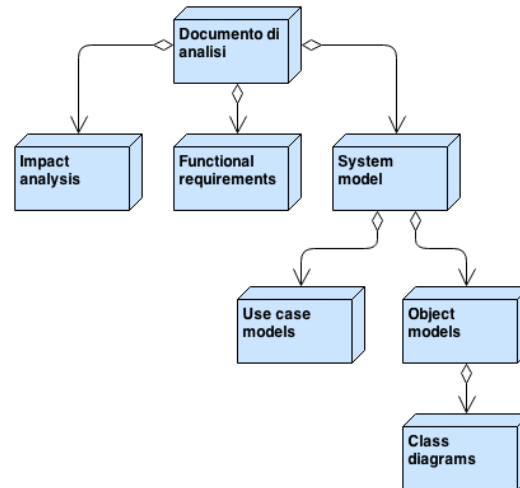 Documento di
analisi
Impact
analysis
Functional
requirements
System
model
Use case
models
Object
models
Class
diagrams